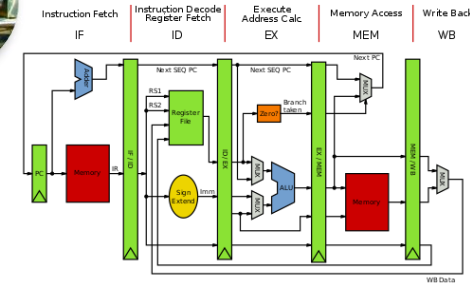 Instruction Fetch
IF
Instruction Decode
Register Fetch
ID
Execute
Address Calc
EX
Memory Access
MEM
Write Back
WB
Next PC
Adder
Next SEQ PC
Next SEQ PC
RS1
RS2
Register
File
Zero?
Branch
taken
MUX
PC
Memory
IR
IF / ID
ID / EX
EX / MEM
MEM / WB
MUX
MUX
ALU
Sign
Extend
Imm
Memory
MUX
WB Data